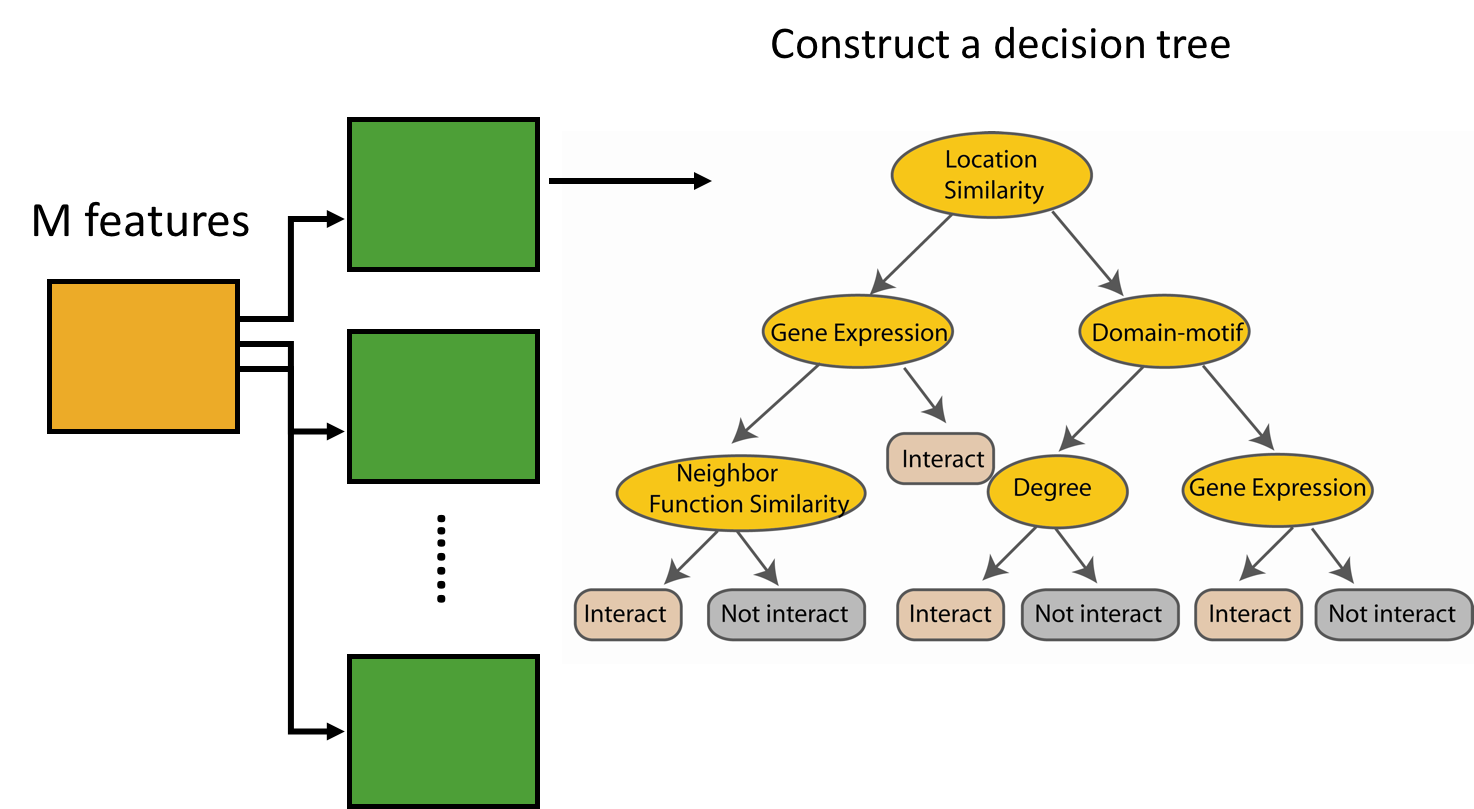 Construct a decision tree
M features
Location
Similarity
Gene Expression
Domain-motif
Interact
Neighbor
Function Similarity
Degree
Gene Expression
Interact
Not interact
Interact
Not interact
Interact
Not interact